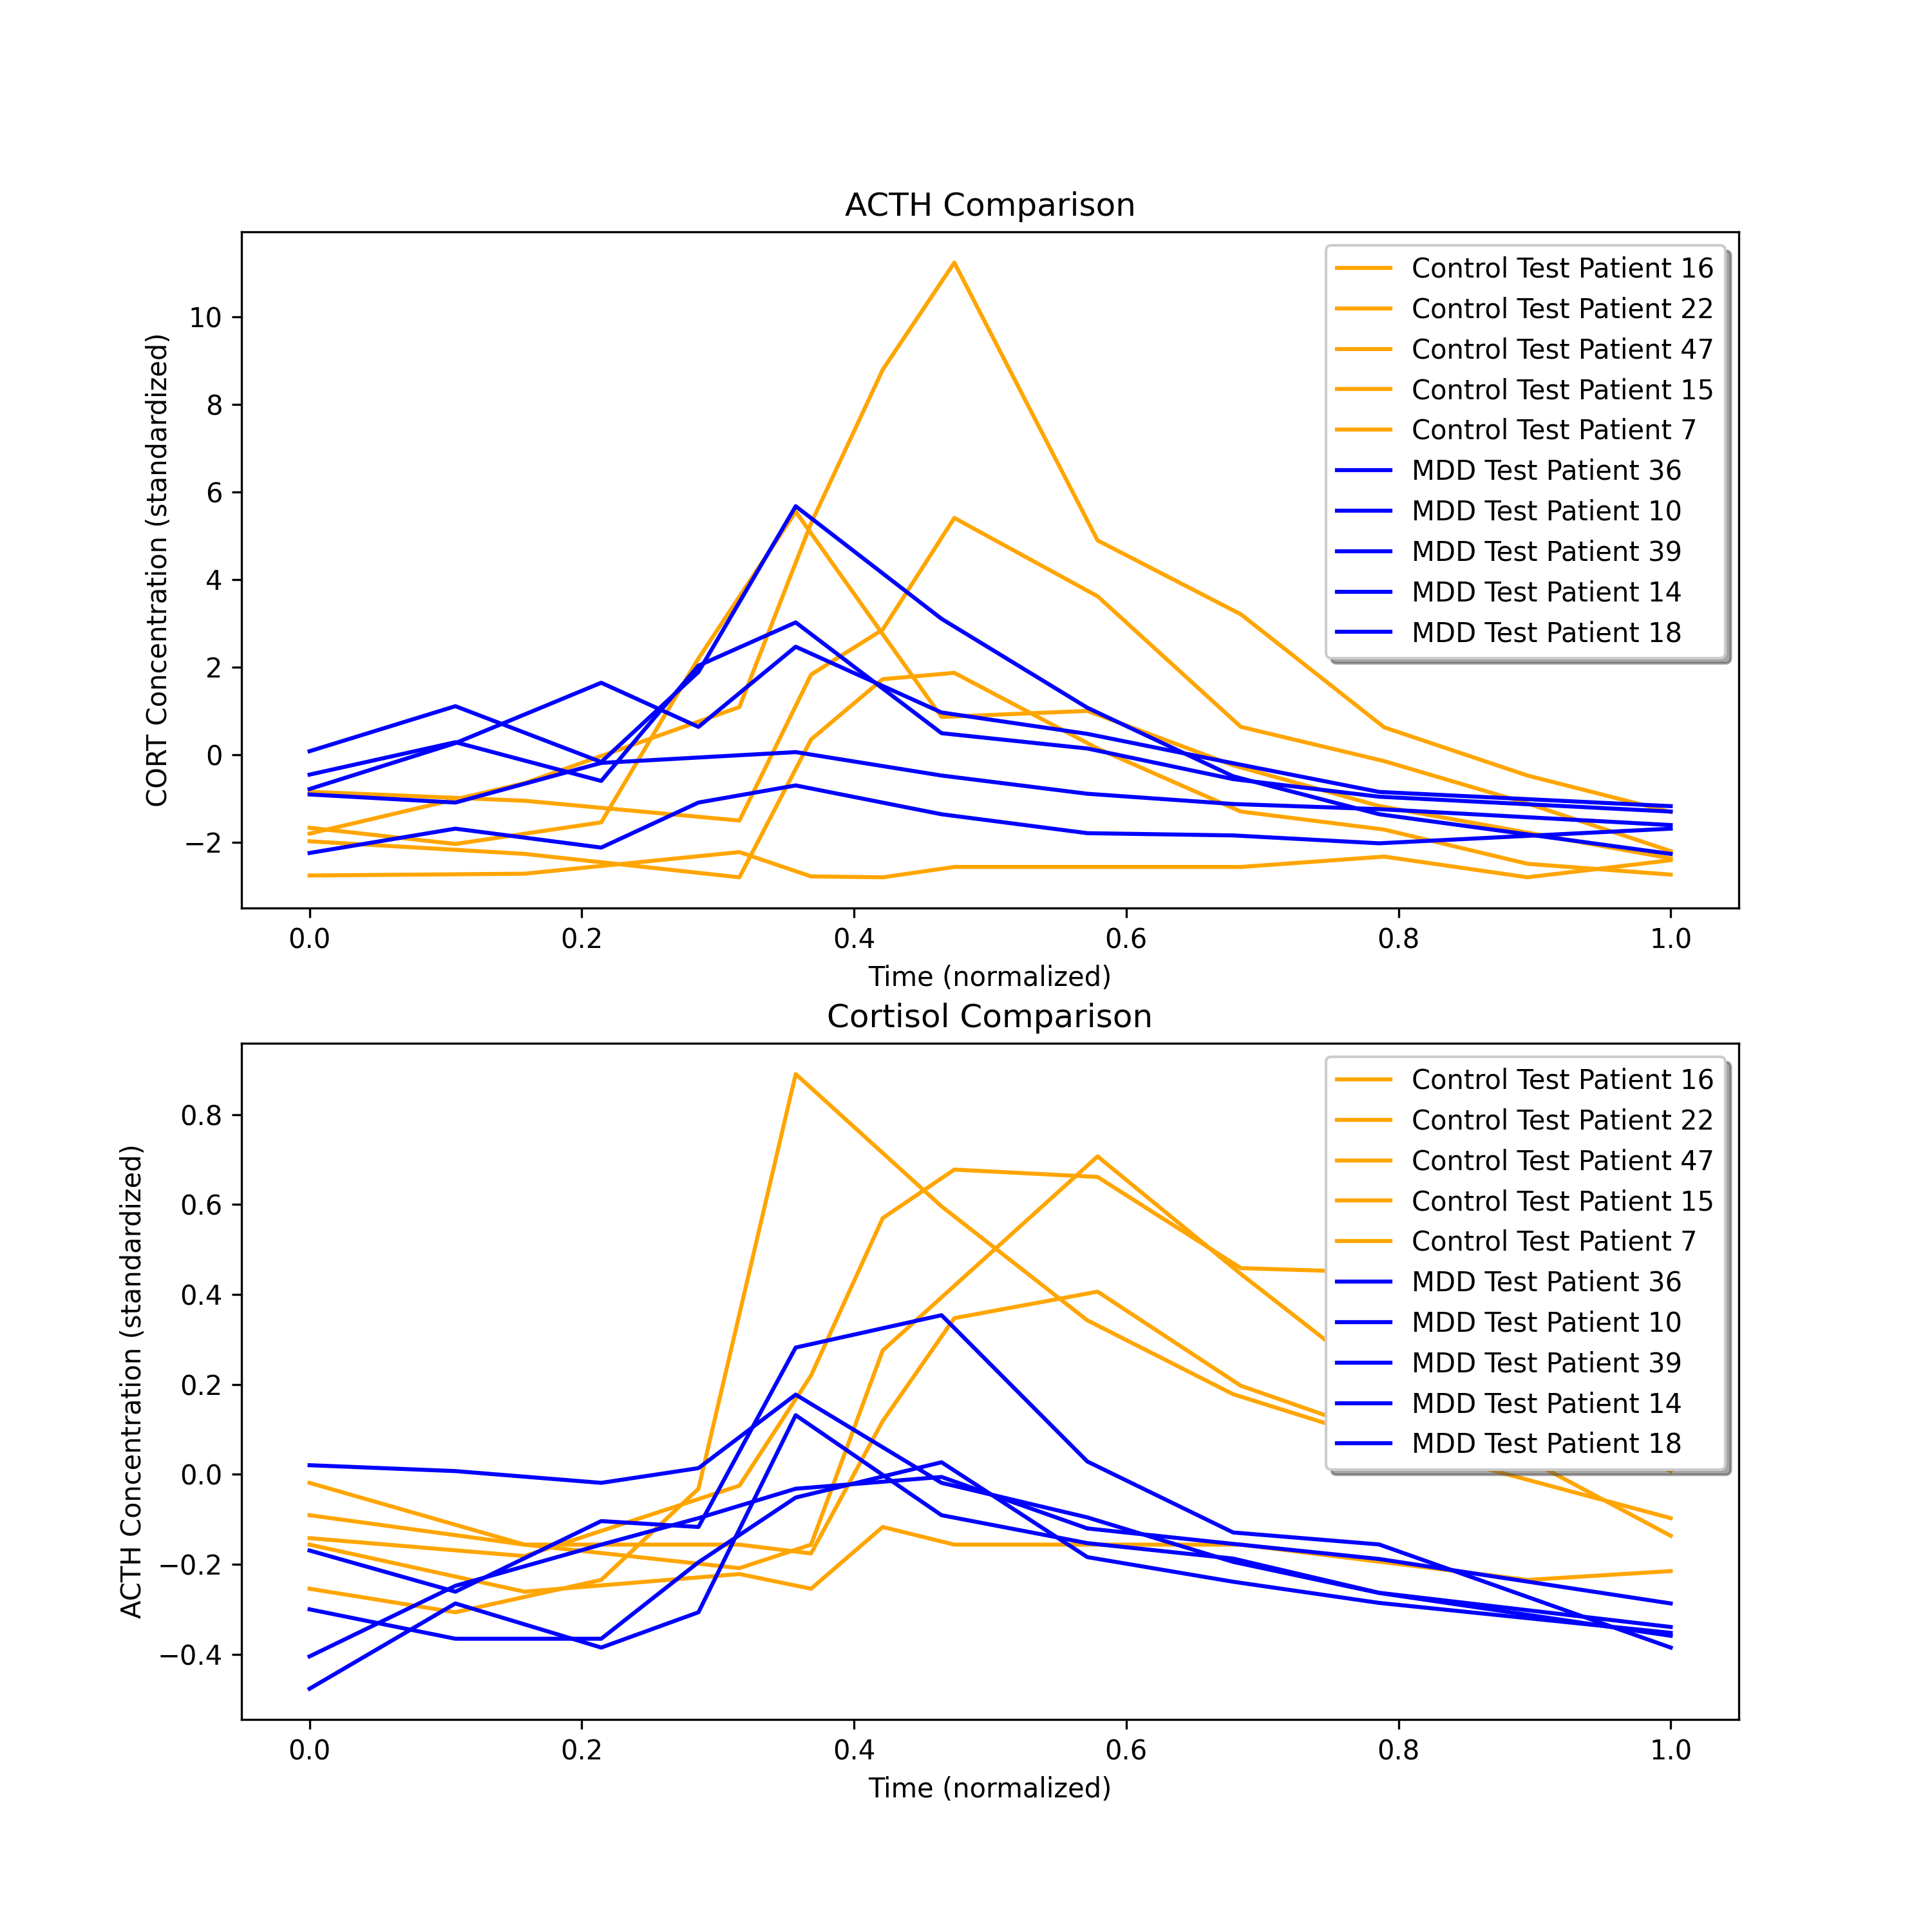 ACTH Comparison
CORT Concentration (standardized)
10
8
6
4
2
0
−2
Control Test Patient 16
Control Test Patient 22
Control Test Patient 47
Control Test Patient 15
Control Test Patient 7
MDD Test Patient 36
MDD Test Patient 10
MDD Test Patient 39
MDD Test Patient 14
MDD Test Patient 18
0.0 0.2 0.4 0.6 0.8 1.0
Time (normalized)
Cortisol Comparison
ACTH Concentration (standardized)
0.8
0.6
0.4
0.2
0.0
−0.2
−0.4
Control Test Patient 16
Control Test Patient 22
Control Test Patient 47
Control Test Patient 15
Control Test Patient 7
MDD Test Patient 36
MDD Test Patient 10
MDD Test Patient 39
MDD Test Patient 14
MDD Test Patient 18
0.0 0.2 0.4 0.6 0.8 1.0
Time (normalized)